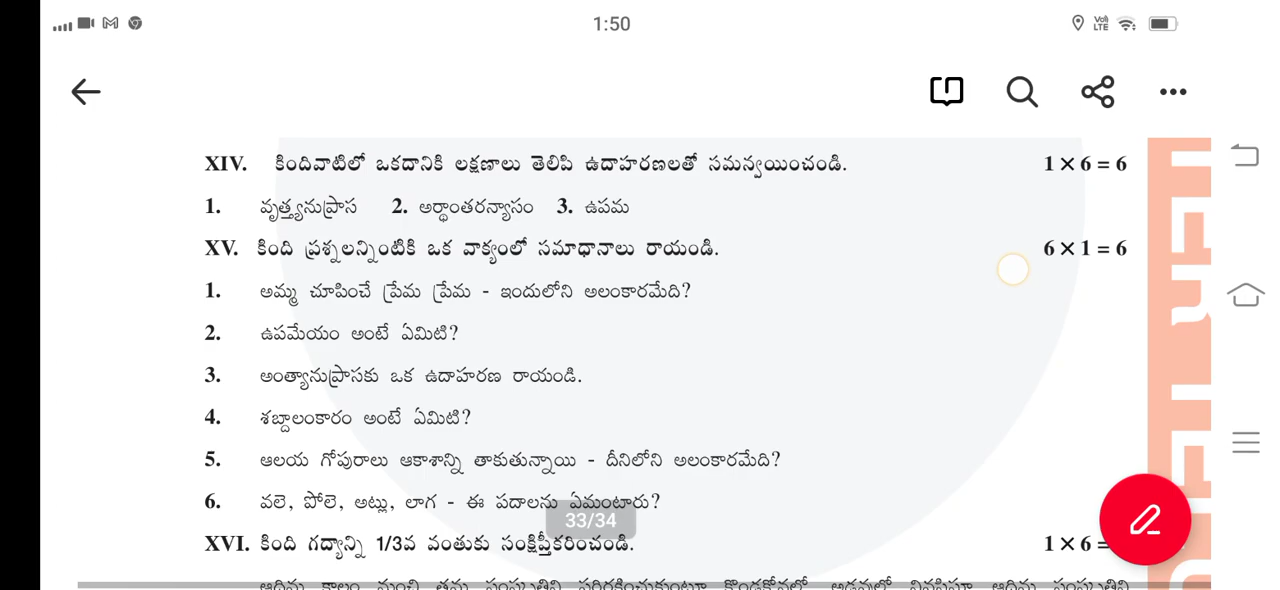 1:50
Vol) LTE
XIV. కిందివాటిలో ఒకదానికి లక్షణాలు తెలిపి ఉదాహరణలతో సమన్వయించండి. 1 × 6 = 6
1. వృత్త్యనుప్రాస 2. అర్థాంతరన్యాసం 3. ఉపమ
XV. కింది ప్రశ్నలన్నింటికి ఒక వాక్యంలో సమాధానాలు రాయండి. 6 × 1 = 6
1. అమ్మ చూపించే ప్రేమ ప్రేమ - ఇందులోని అలంకారమేది?
2. ఉపమేయం అంటే ఏమిటి?
3. అంత్యానుప్రాసకు ఒక ఉదాహరణ రాయండి.
4. శబ్దాలంకారం అంటే ఏమిటి?
5. ఆలయ గోపురాలు ఆకాశాన్ని తాకుతున్నాయి - దీనిలోని అలంకారమేది?
6. వలె, పోలె, అట్లు, లాగ - ఈ పదాలను ఏమంటారు?
33/34
XVI. కింది గద్యాన్ని 1/3వ వంతుకు సంక్షిప్తీకరించండి. 1 × 6 =